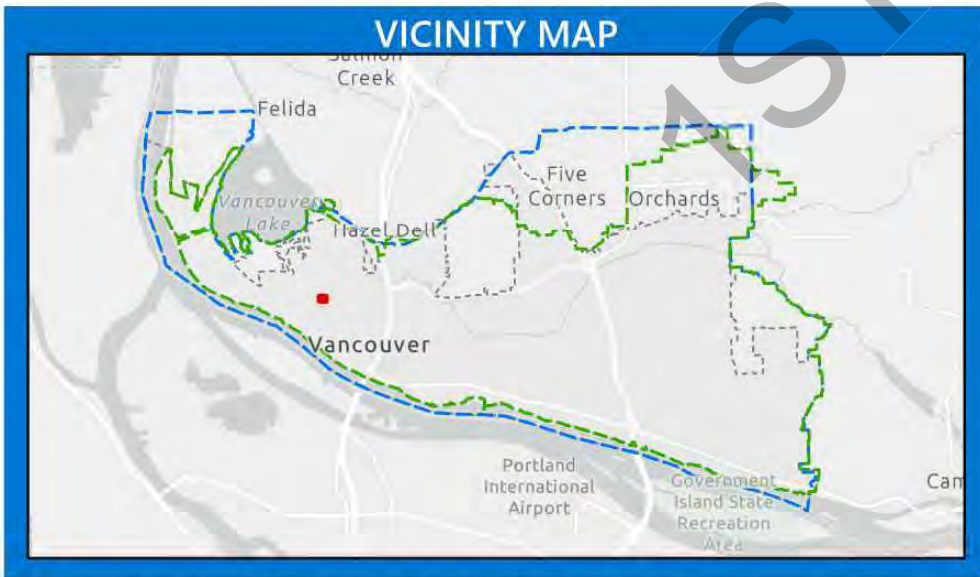 VICINITY MAP
Salmon
Creek
Felida
Five
Corners
Orchards
Vancouver
Lake
Hazel Dell
Vancouver
Portland
International
Airport
Government
Island State
Recreation
Area